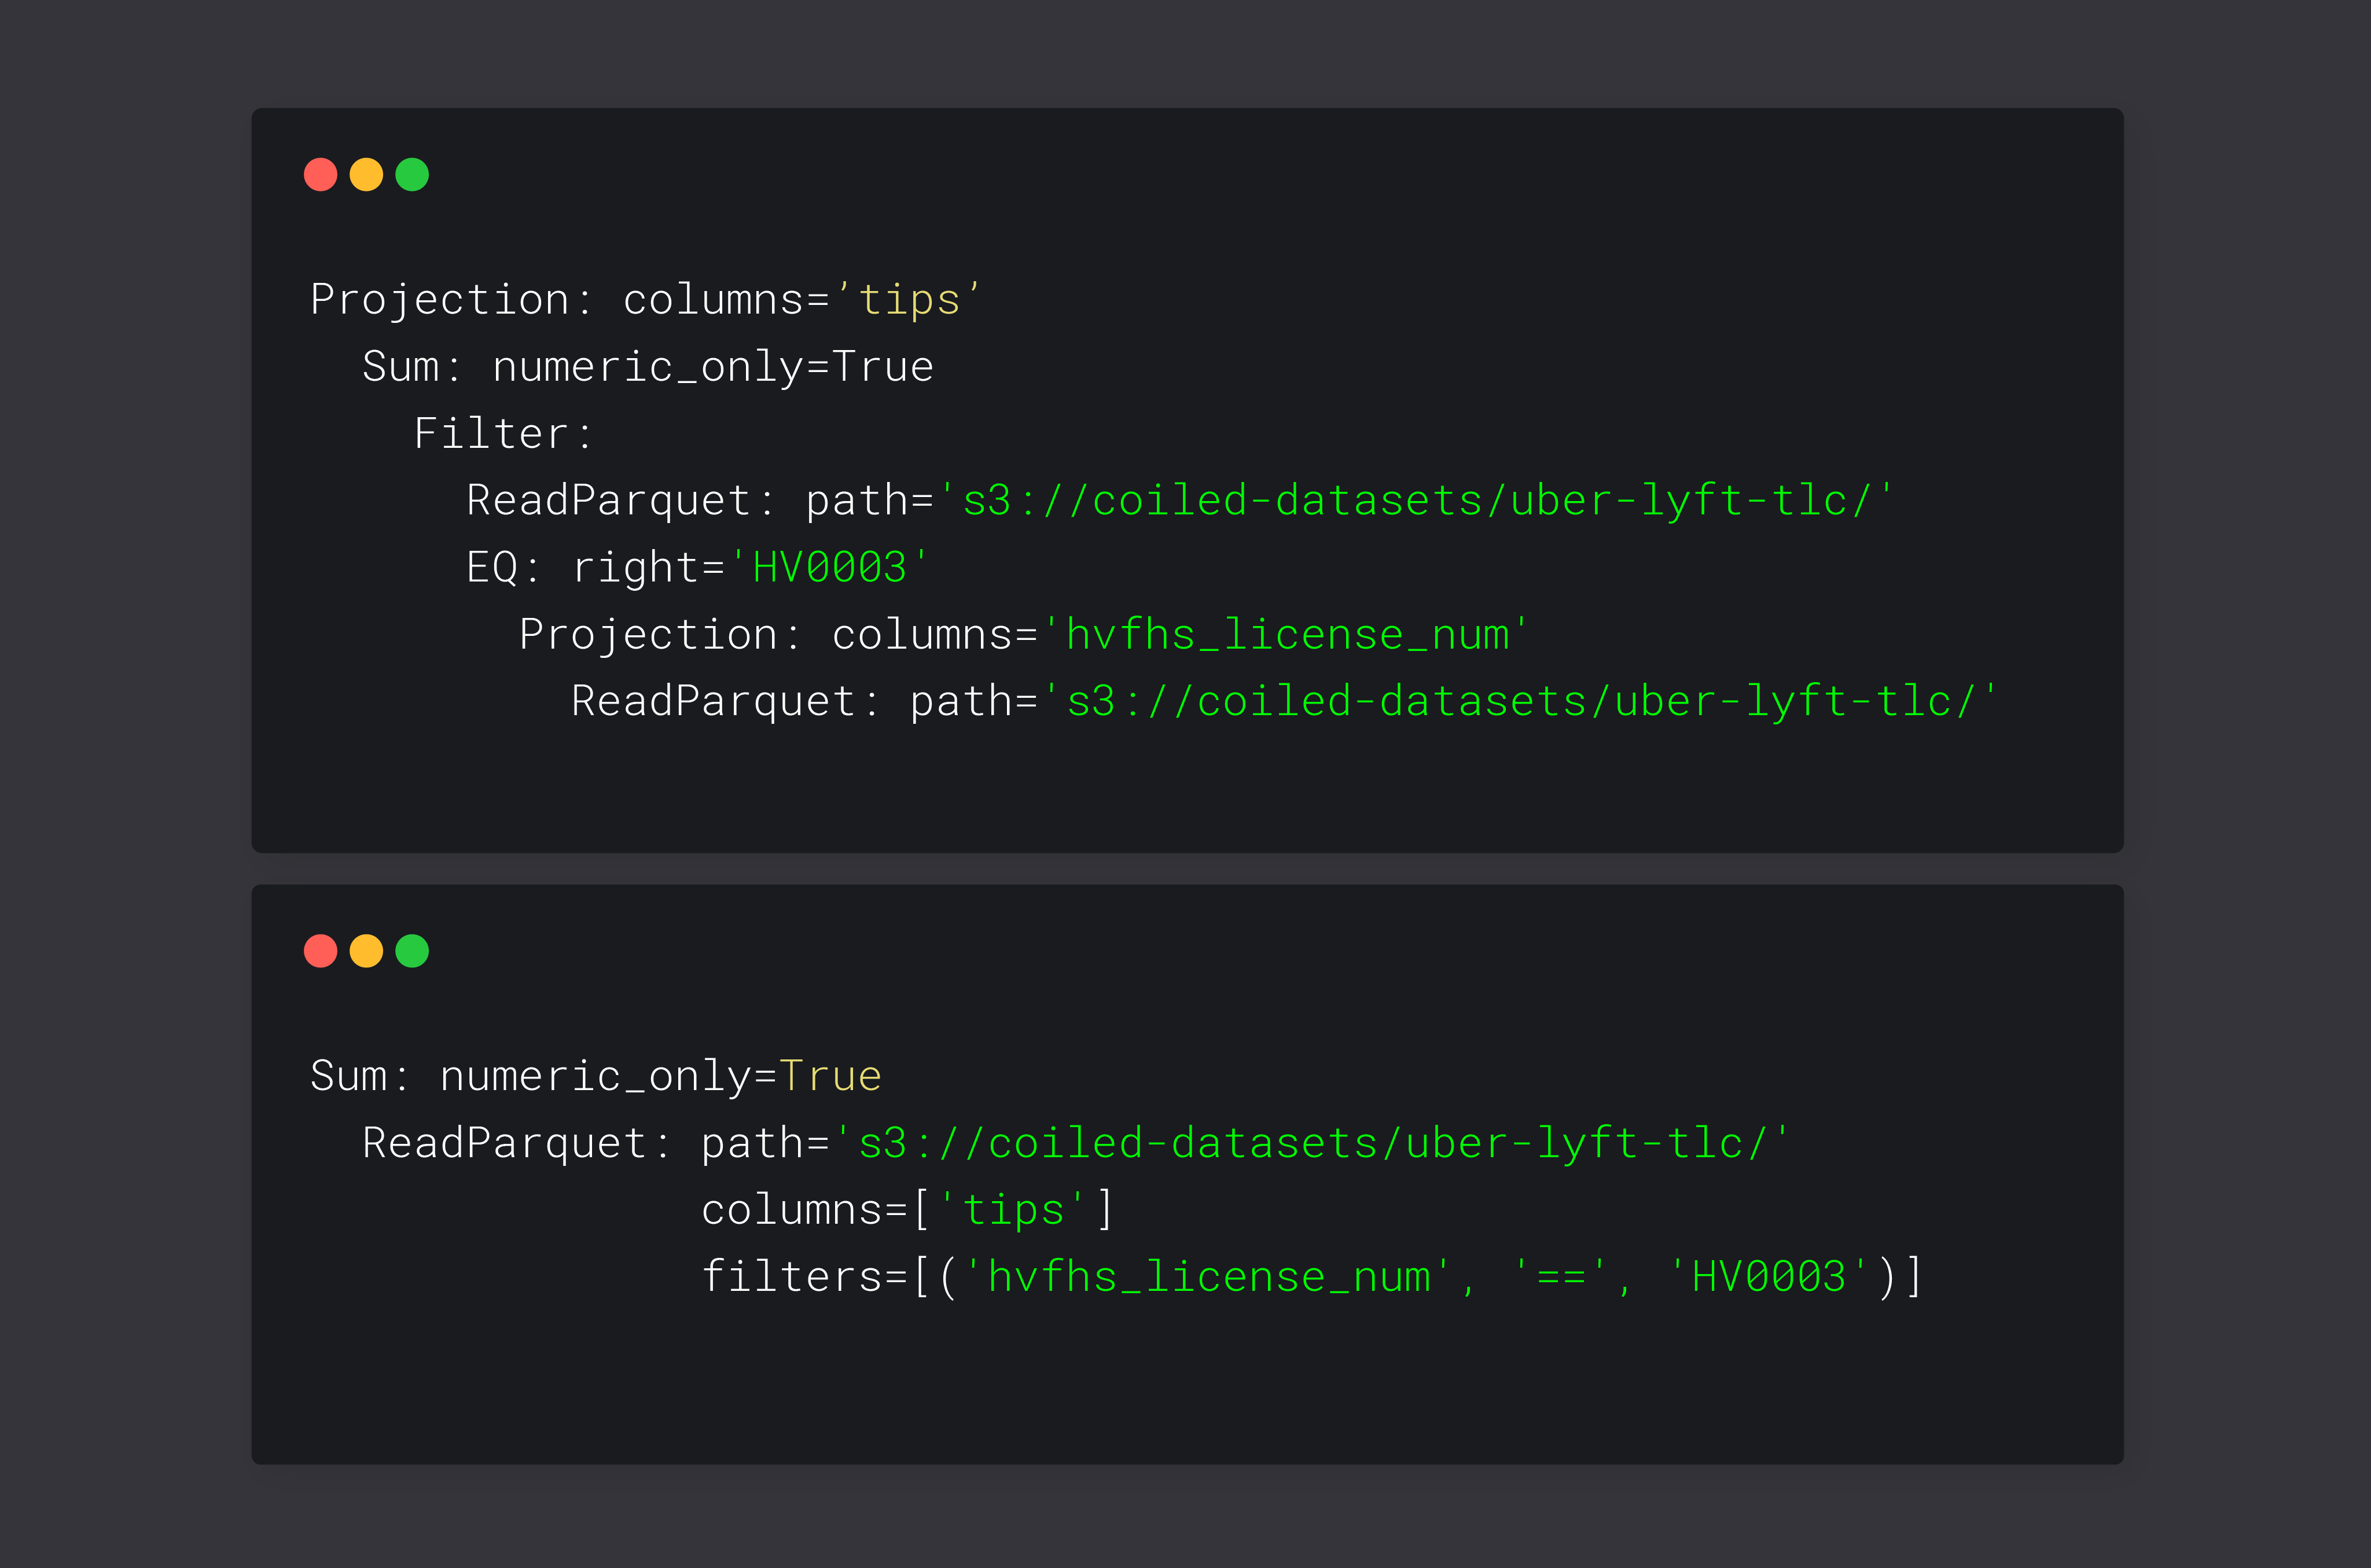 Projection: columns=’tips’
Sum: numeric_only=True
Filter:
ReadParquet: path='s3://coiled-datasets/uber-lyft-tlc/'
EQ: right='HV0003'
Projection: columns='hvfhs_license_num'
ReadParquet: path='s3://coiled-datasets/uber-lyft-tlc/'
Sum: numeric_only=True
ReadParquet: path='s3://coiled-datasets/uber-lyft-tlc/'
columns=['tips']
filters=[('hvfhs_license_num', '==', 'HV0003')]